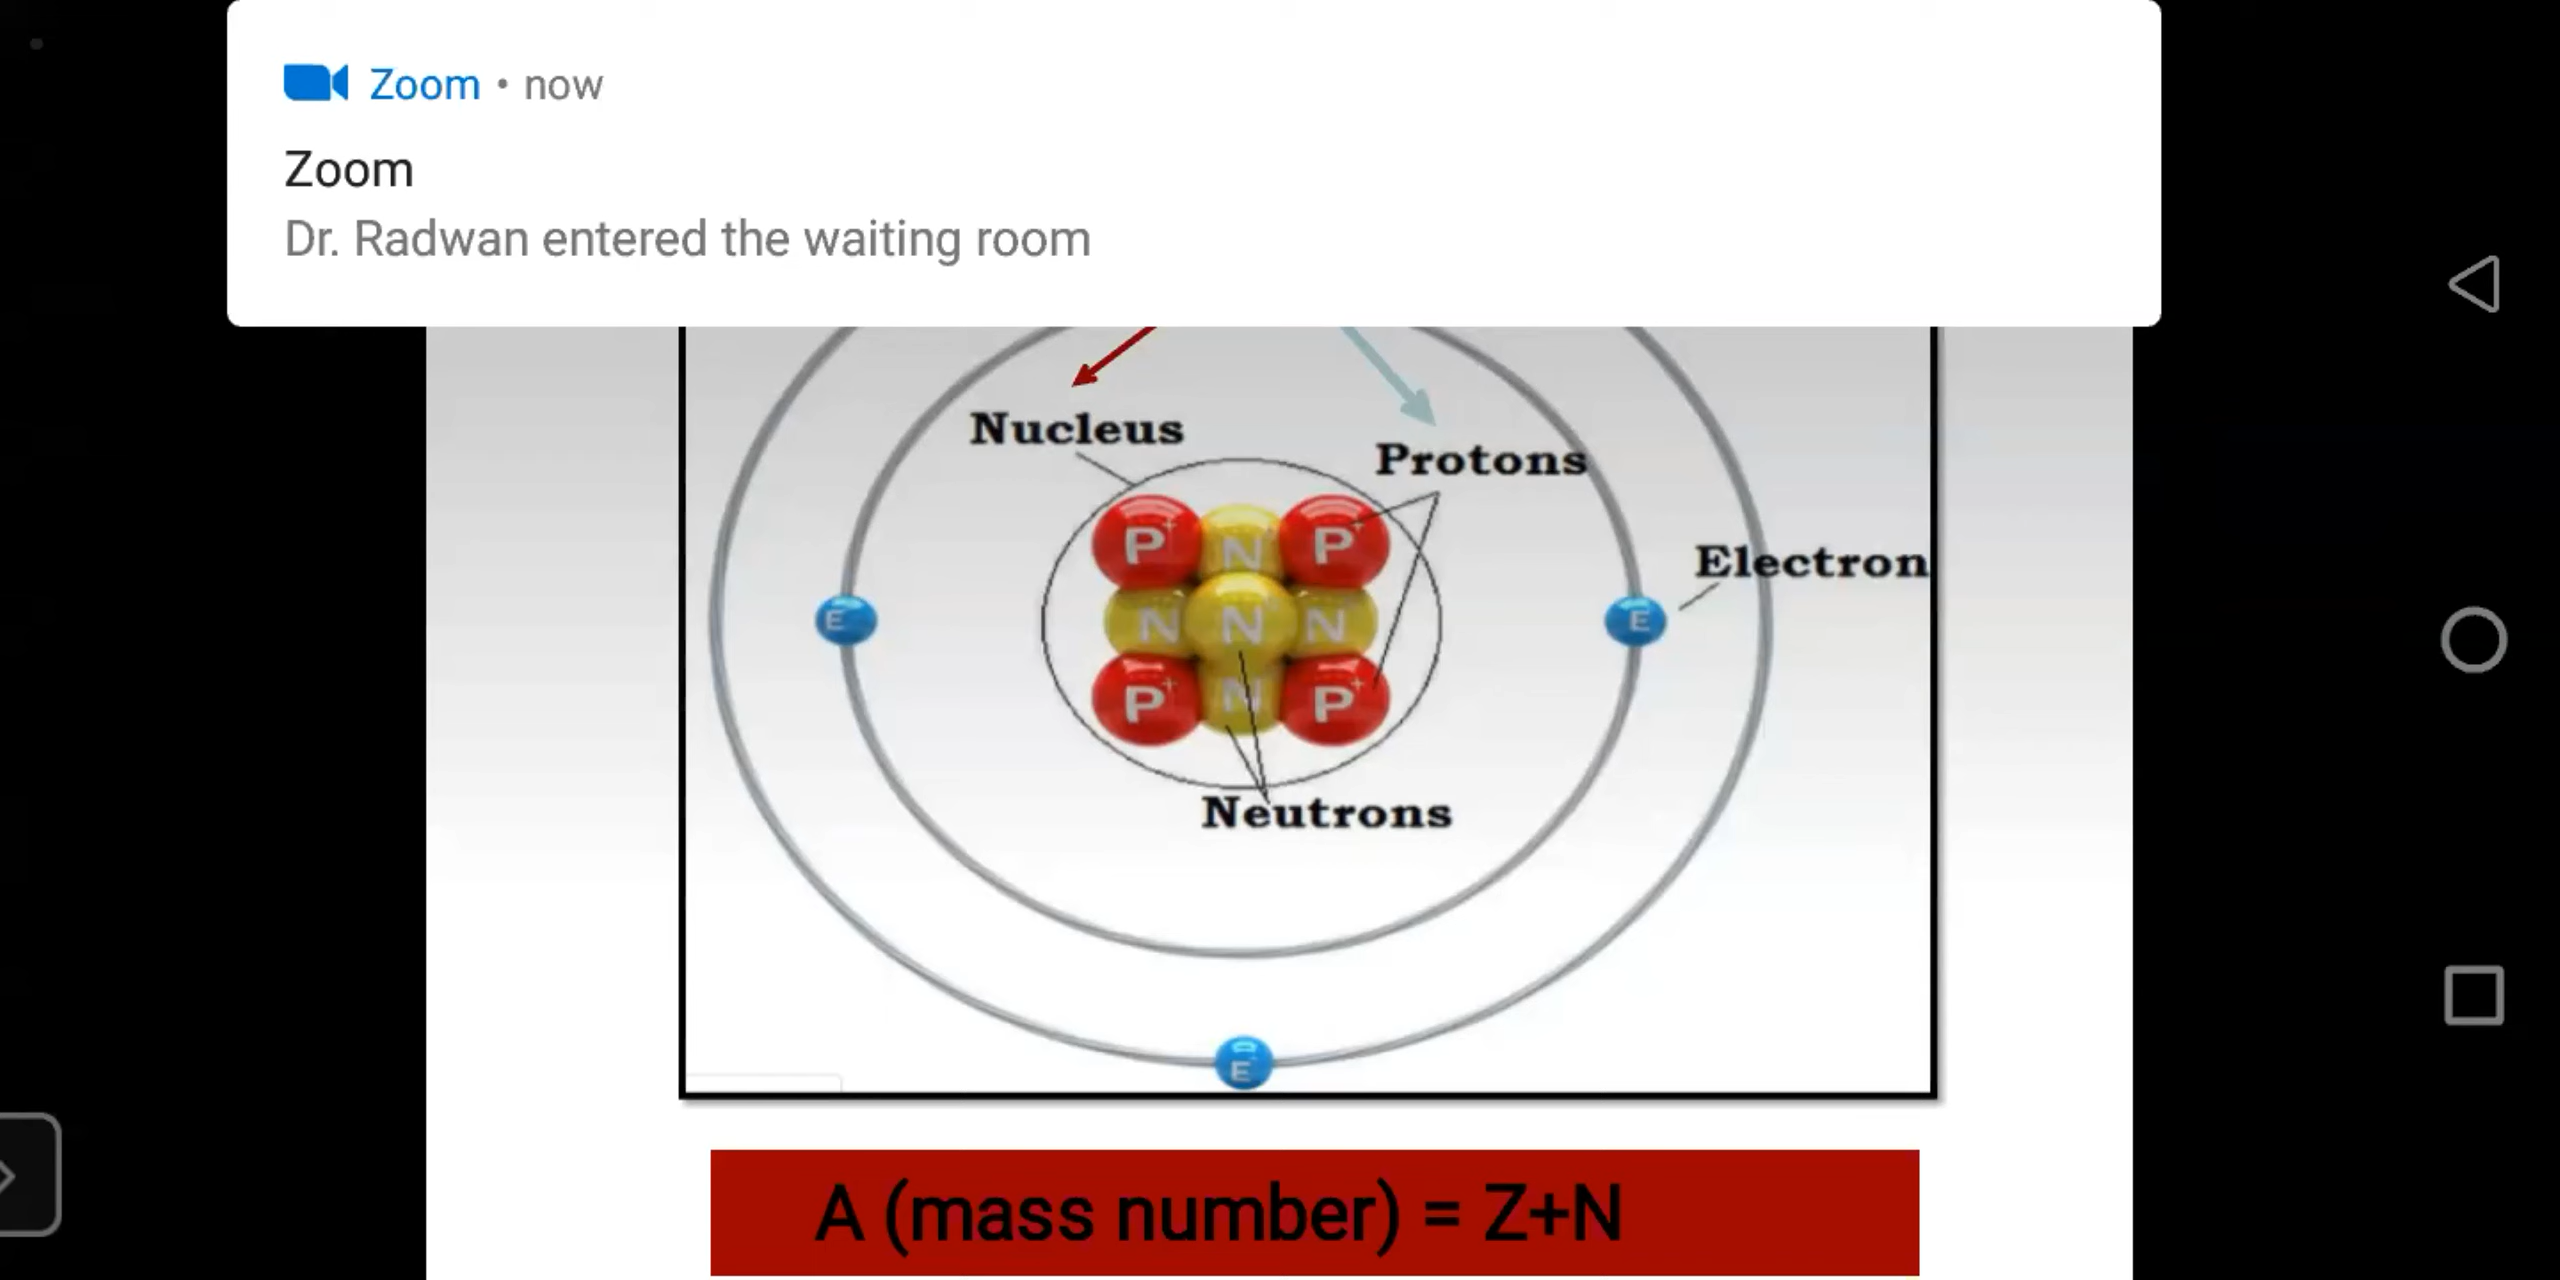 Zoom • now
Zoom
Dr. Radwan entered the waiting room
Nucleus
Protons
P+ N P+
Electron
E N N N E
P+ N P+
Neutrons
E
A (mass number) = Z+N